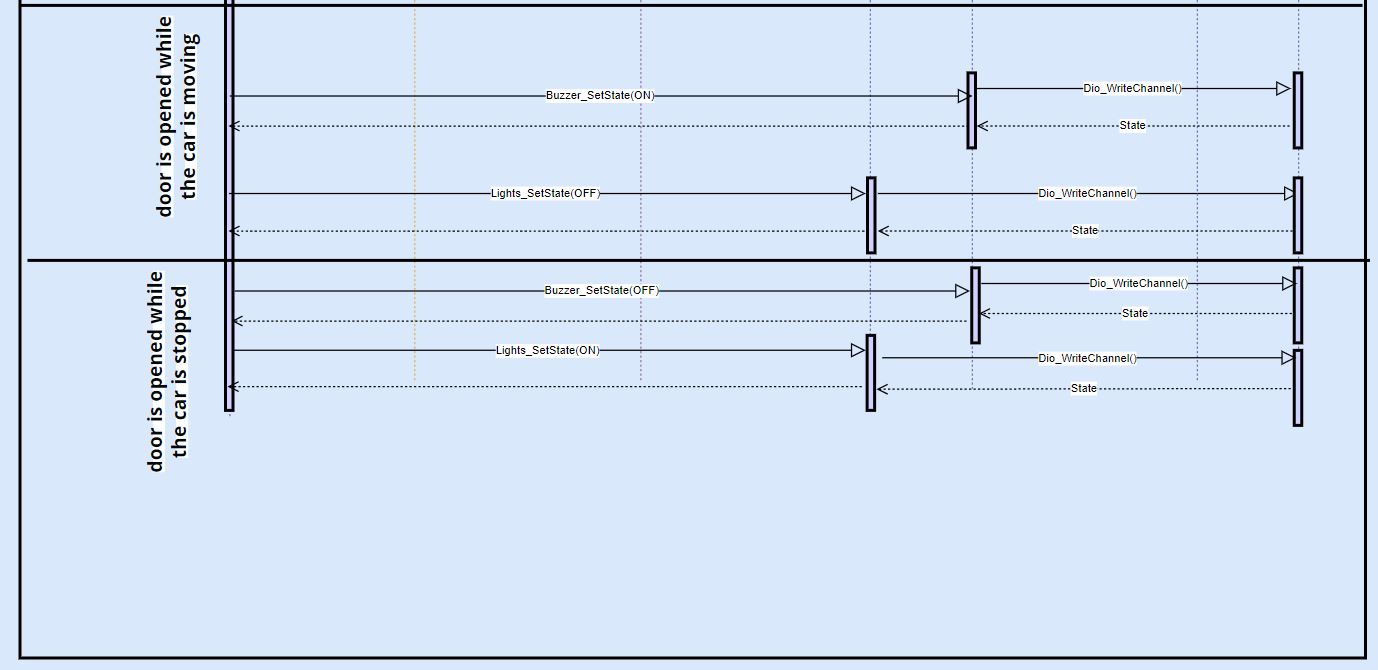 door is opened while
the car is moving
Buzzer_SetState(ON)
Dio_WriteChannel()
State
Lights_SetState(OFF)
Dio_WriteChannel()
State
door is opened while
the car is stopped
Buzzer_SetState(OFF)
Dio_WriteChannel()
State
Lights_SetState(ON)
Dio_WriteChannel()
State